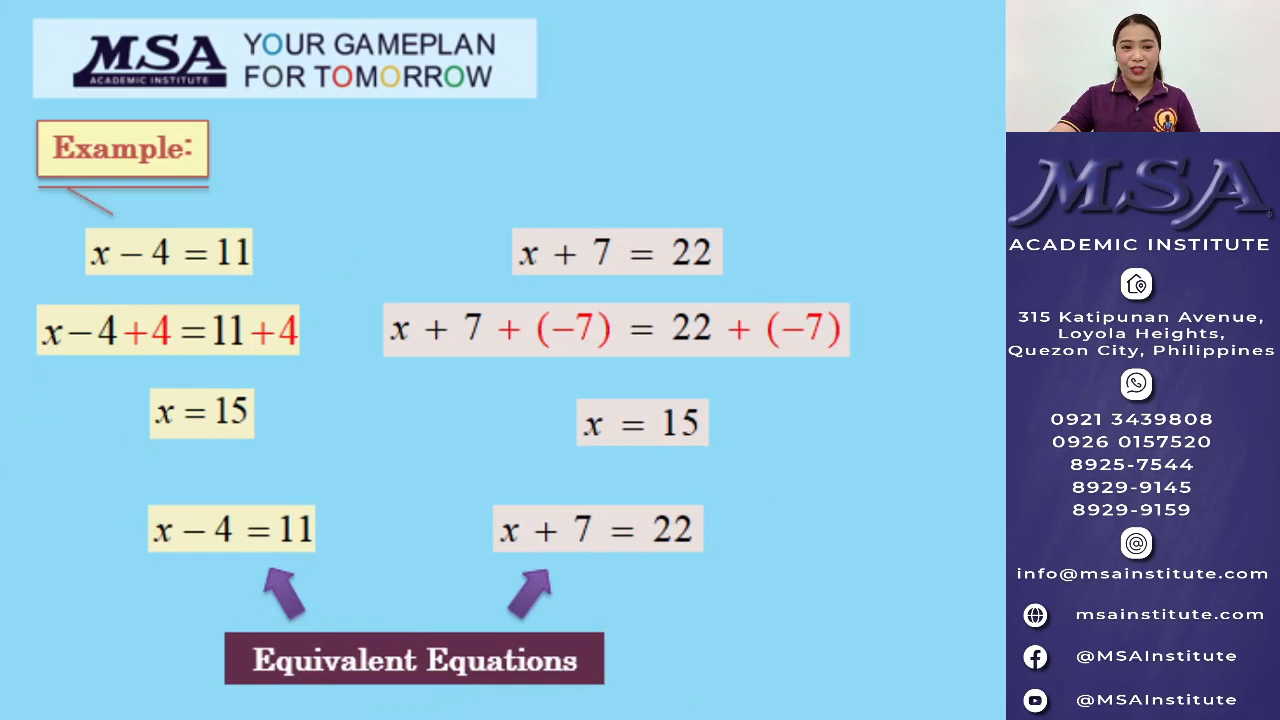 MSA
ACADEMIC INSTITUTE
YOUR GAMEPLAN
FOR TOMORROW
Example:
x − 4 = 11
x + 7 = 22
x − 4 + 4 = 11 + 4
x + 7 + (−7) = 22 + (−7)
x = 15
x = 15
x − 4 = 11
x + 7 = 22
Equivalent Equations
MSA
ACADEMIC INSTITUTE
315 Katipunan Avenue,
Loyola Heights,
Quezon City, Philippines
0921 3439808
0926 0157520
8925-7544
8929-9145
8929-9159
info@msainstitute.com
msainstitute.com
@MSAInstitute
@MSAInstitute